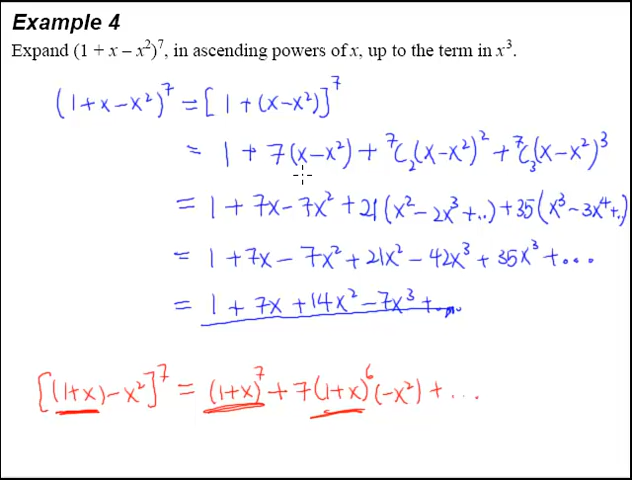 Example 4
Expand (1 + x – x²)⁷, in ascending powers of x, up to the term in x³.
(1+x-x²)⁷ = [1+(x-x²)]⁷
= 1 + 7(x-x²) + ⁷C₂(x-x²)² + ⁷C₃(x-x²)³
= 1 + 7x - 7x² + 21(x² - 2x³ + ..) + 35(x³ - 3x⁴ + ..)
= 1 + 7x - 7x² + 21x² - 42x³ + 35x³ + ...
= 1 + 7x + 14x² - 7x³ + ...
[(1+x) - x²]⁷ = (1+x)⁷ + 7(1+x)⁶(-x²) + ...